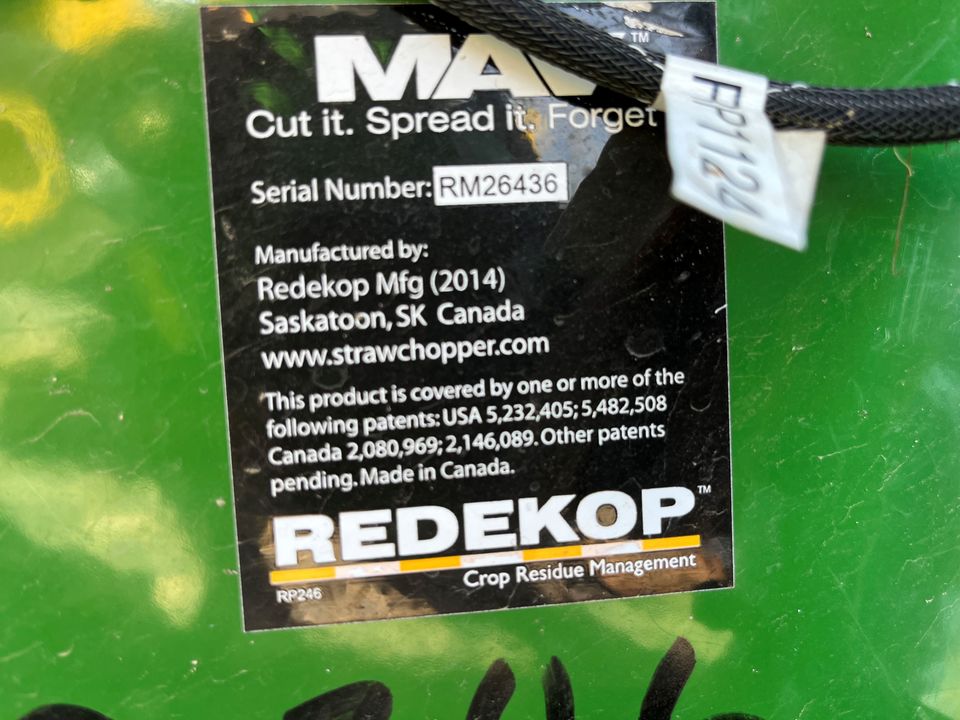 MA
™
Cut it. Spread it. Forget
FP1124
Serial Number: RM26436
Manufactured by:
Redekop Mfg (2014)
Saskatoon, SK Canada
www.strawchopper.com
This product is covered by one or more of the
following patents: USA 5,232,405; 5,482,508
Canada 2,080,969; 2,146,089. Other patents
pending. Made in Canada.
REDEKOP™
Crop Residue Management
RP246